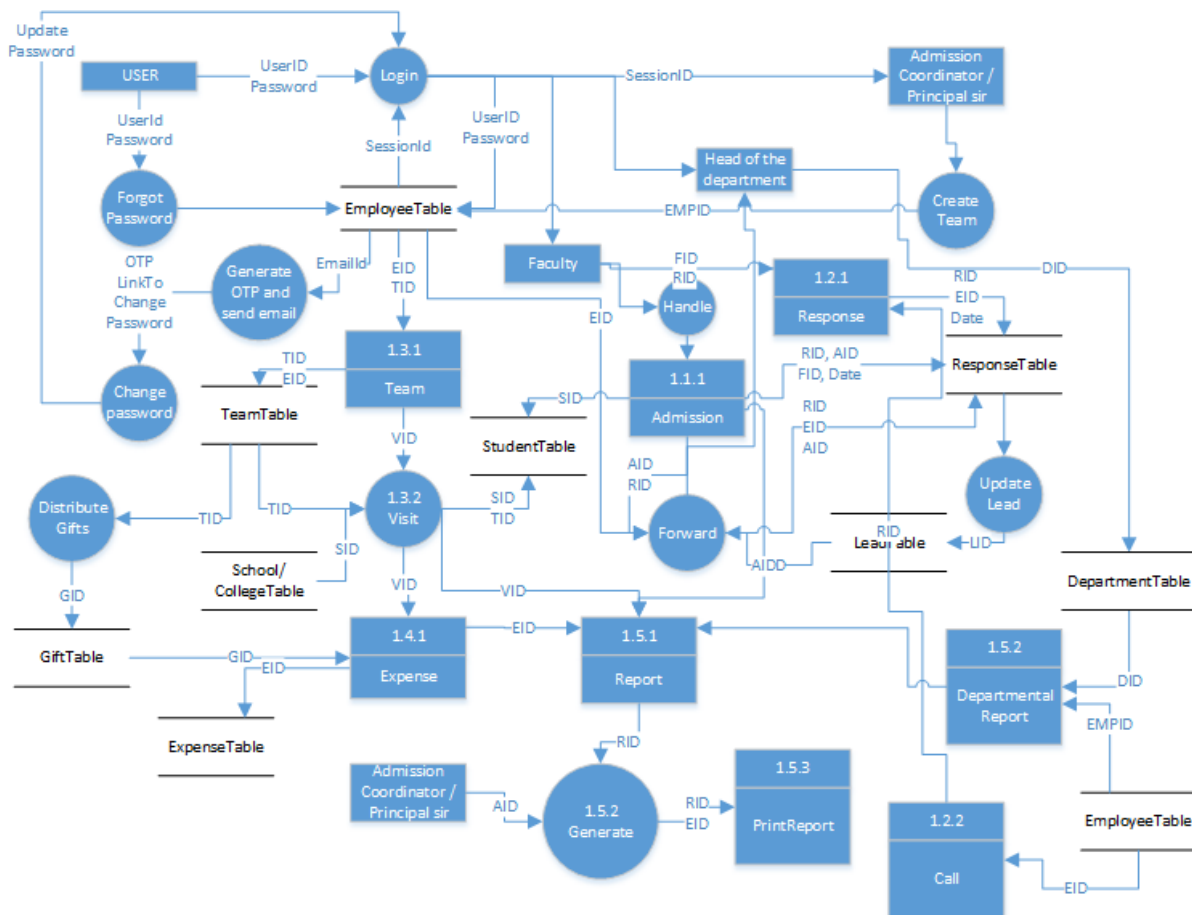 Update
Password
USER
UserID
Password
Login
SessionID
Admission
Coordinator /
Principal sir
UserId
Password
SessionId
UserID
Password
Head of the
department
Forgot
Password
EmployeeTable
EMPID
Create
Team
OTP
LinkTo
Change
Password
Generate
OTP and
send email
EmailId
EID
TID
Faculty
FID
RID
Handle
1.2.1
Response
RID
EID
Date
DID
EID
Change
password
TID
EID
1.3.1
Team
1.1.1
Admission
RID, AID
FID, Date
ResponseTable
TeamTable
SID
StudentTable
RID
EID
AID
VID
AID
RID
Distribute
Gifts
TID
TID
1.3.2
Visit
SID
TID
Forward
Update
Lead
SID
RID
LeadTable
LID
School/
CollegeTable
AIDD
DepartmentTable
GID
VID
VID
GiftTable
GID
EID
1.4.1
Expense
EID
1.5.1
Report
1.5.2
Departmental
Report
DID
EMPID
ExpenseTable
RID
Admission
Coordinator /
Principal sir
AID
1.5.2
Generate
RID
EID
1.5.3
PrintReport
1.2.2
Call
EmployeeTable
EID